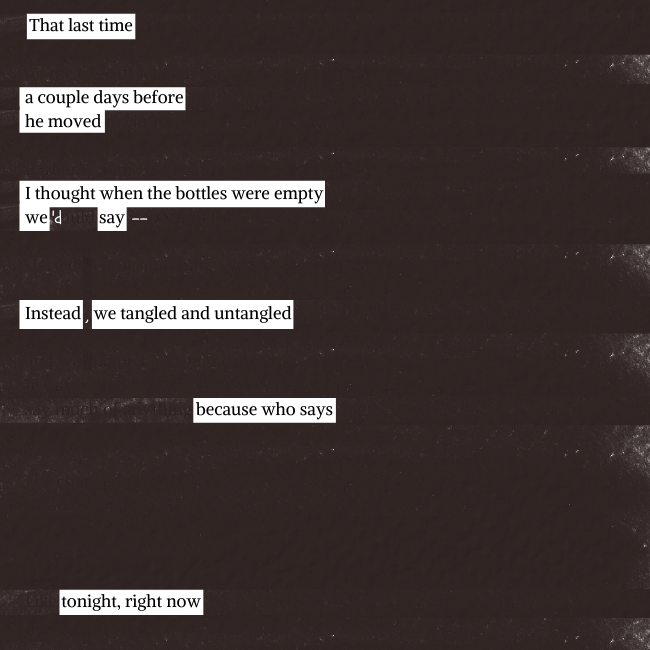 That last time
a couple days before
he moved
I thought when the bottles were empty
we 'd say --
Instead , we tangled and untangled
because who says
tonight, right now